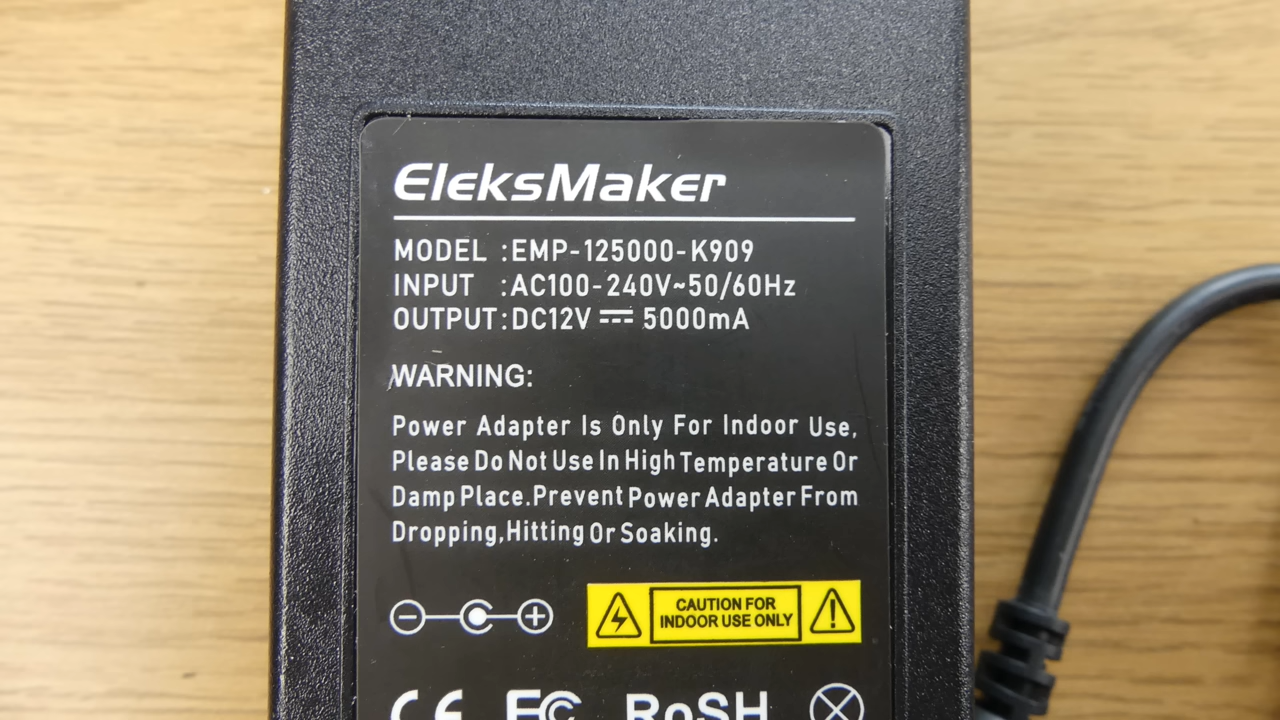 EleksMaker
MODEL :EMP-125000-K909
INPUT :AC100-240V~50/60Hz
OUTPUT:DC12V ⎓ 5000mA
WARNING:
Power Adapter Is Only For Indoor Use,
Please Do Not Use In High Temperature Or
Damp Place.Prevent Power Adapter From
Dropping,Hitting Or Soaking.
CAUTION FOR
INDOOR USE ONLY
CE FC RoSH